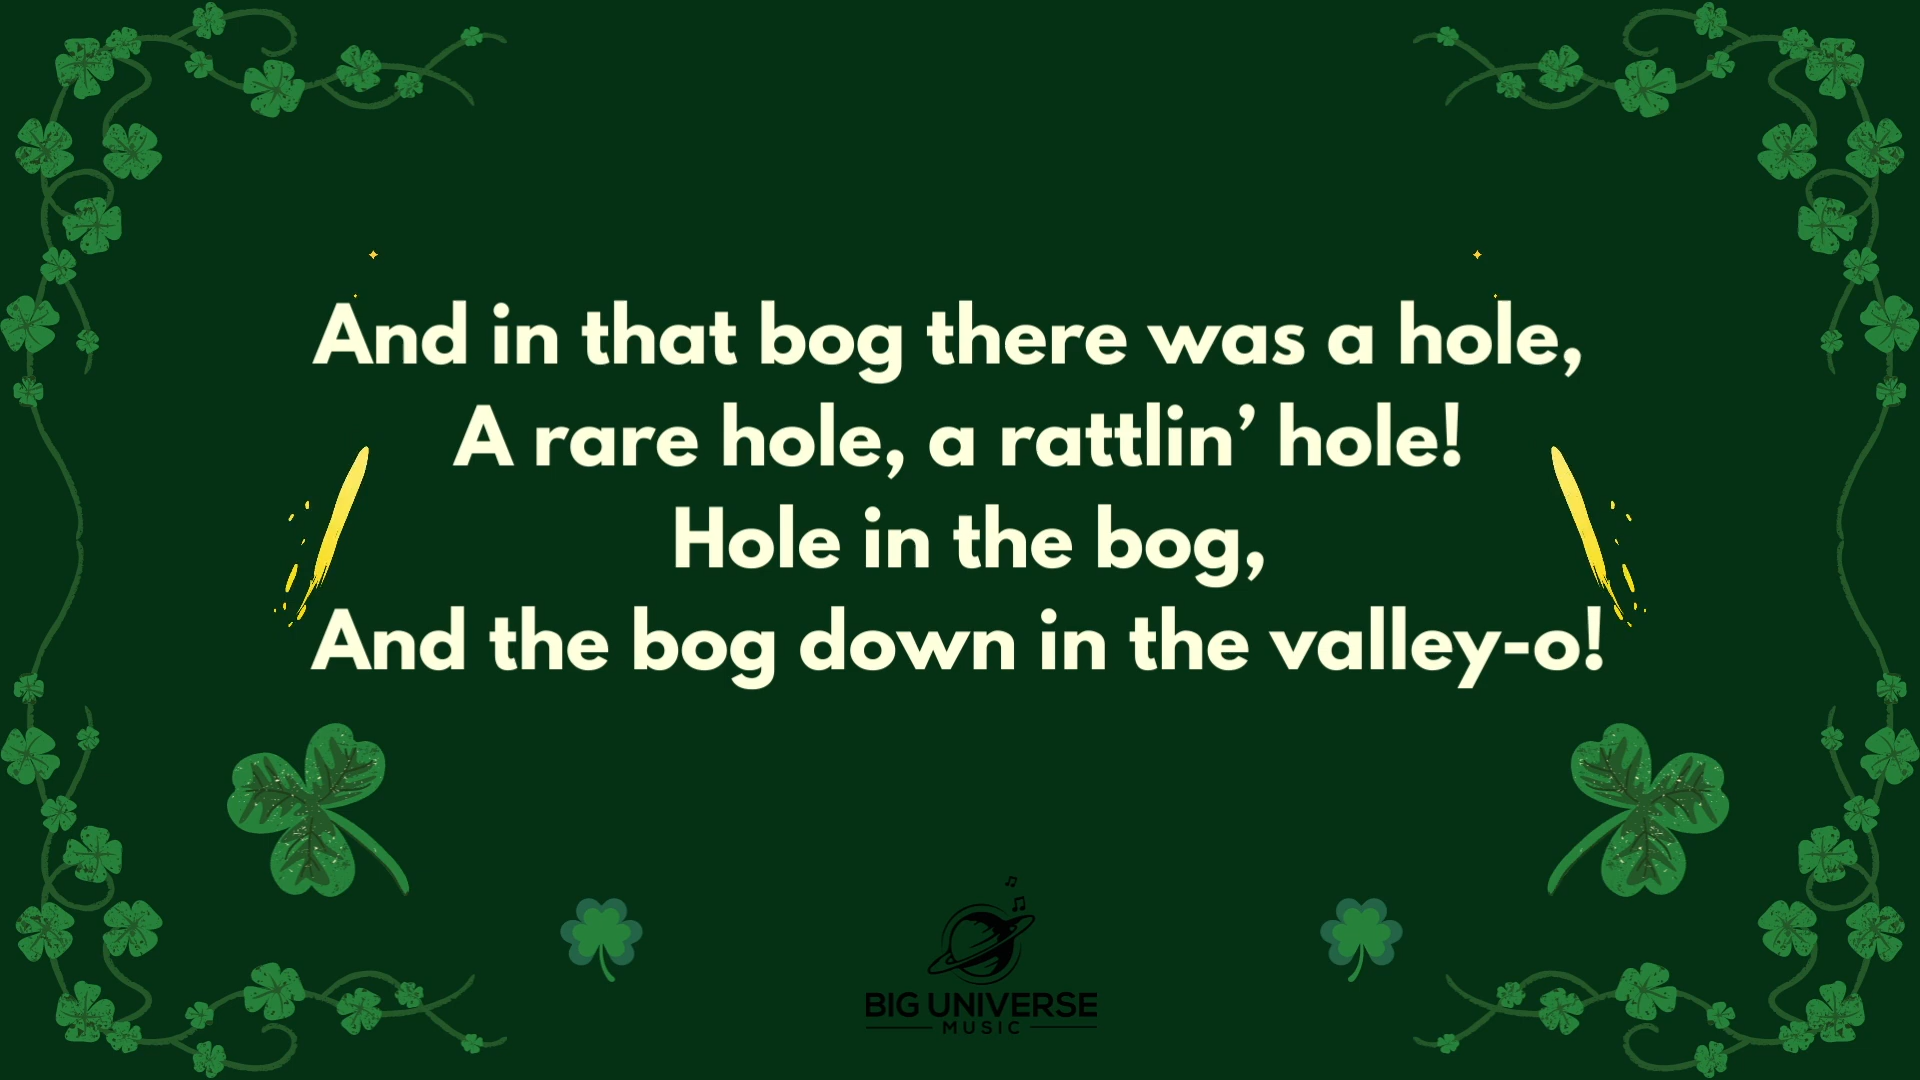 And in that bog there was a hole,
A rare hole, a rattlin’ hole!
Hole in the bog,
And the bog down in the valley-o!
BIG UNIVERSE
MUSIC